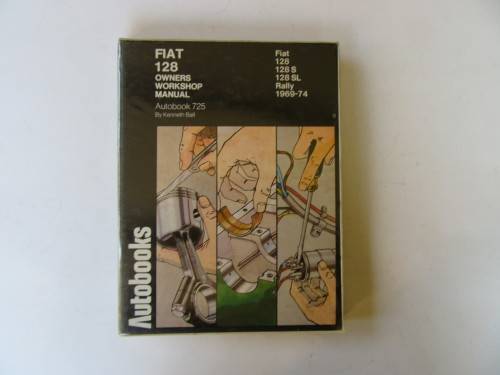 FIAT
128
OWNERS
WORKSHOP
MANUAL
Autobook 725
By Kenneth Ball
Fiat
128
128 S
128 SL
Rally
1969-74
Autobooks